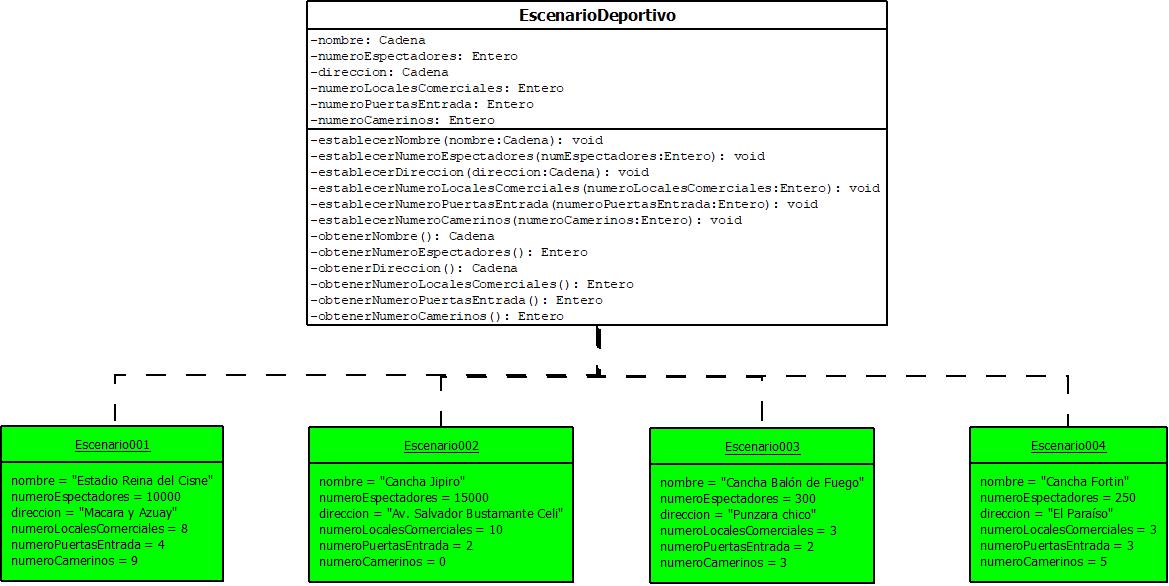 EscenarioDeportivo
-nombre: Cadena
-numeroEspectadores: Entero
-direccion: Cadena
-numeroLocalesComerciales: Entero
-numeroPuertasEntrada: Entero
-numeroCamerinos: Entero
-establecerNombre(nombre:Cadena): void
-establecerNumeroEspectadores(numEspectadores:Entero): void
-establecerDireccion(direccion:Cadena): void
-establecerNumeroLocalesComerciales(numeroLocalesComerciales:Entero): void
-establecerNumeroPuertasEntrada(numeroPuertasEntrada:Entero): void
-establecerNumeroCamerinos(numeroCamerinos:Entero): void
-obtenerNombre(): Cadena
-obtenerNumeroEspectadores(): Entero
-obtenerDireccion(): Cadena
-obtenerNumeroLocalesComerciales(): Entero
-obtenerNumeroPuertasEntrada(): Entero
-obtenerNumeroCamerinos(): Entero
Escenario001
nombre = "Estadio Reina del Cisne"
numeroEspectadores = 10000
direccion = "Macara y Azuay"
numeroLocalesComerciales = 8
numeroPuertasEntrada = 4
numeroCamerinos = 9
Escenario002
nombre = "Cancha Jipiro"
numeroEspectadores = 15000
direccion = "Av. Salvador Bustamante Celi"
numeroLocalesComerciales = 10
numeroPuertasEntrada = 2
numeroCamerinos = 0
Escenario003
nombre = "Cancha Balón de Fuego"
numeroEspectadores = 300
direccion = "Punzara chico"
numeroLocalesComerciales = 3
numeroPuertasEntrada = 2
numeroCamerinos = 3
Escenario004
nombre = "Cancha Fortin"
numeroEspectadores = 250
direccion = "El Paraíso"
numeroLocalesComerciales = 3
numeroPuertasEntrada = 3
numeroCamerinos = 5